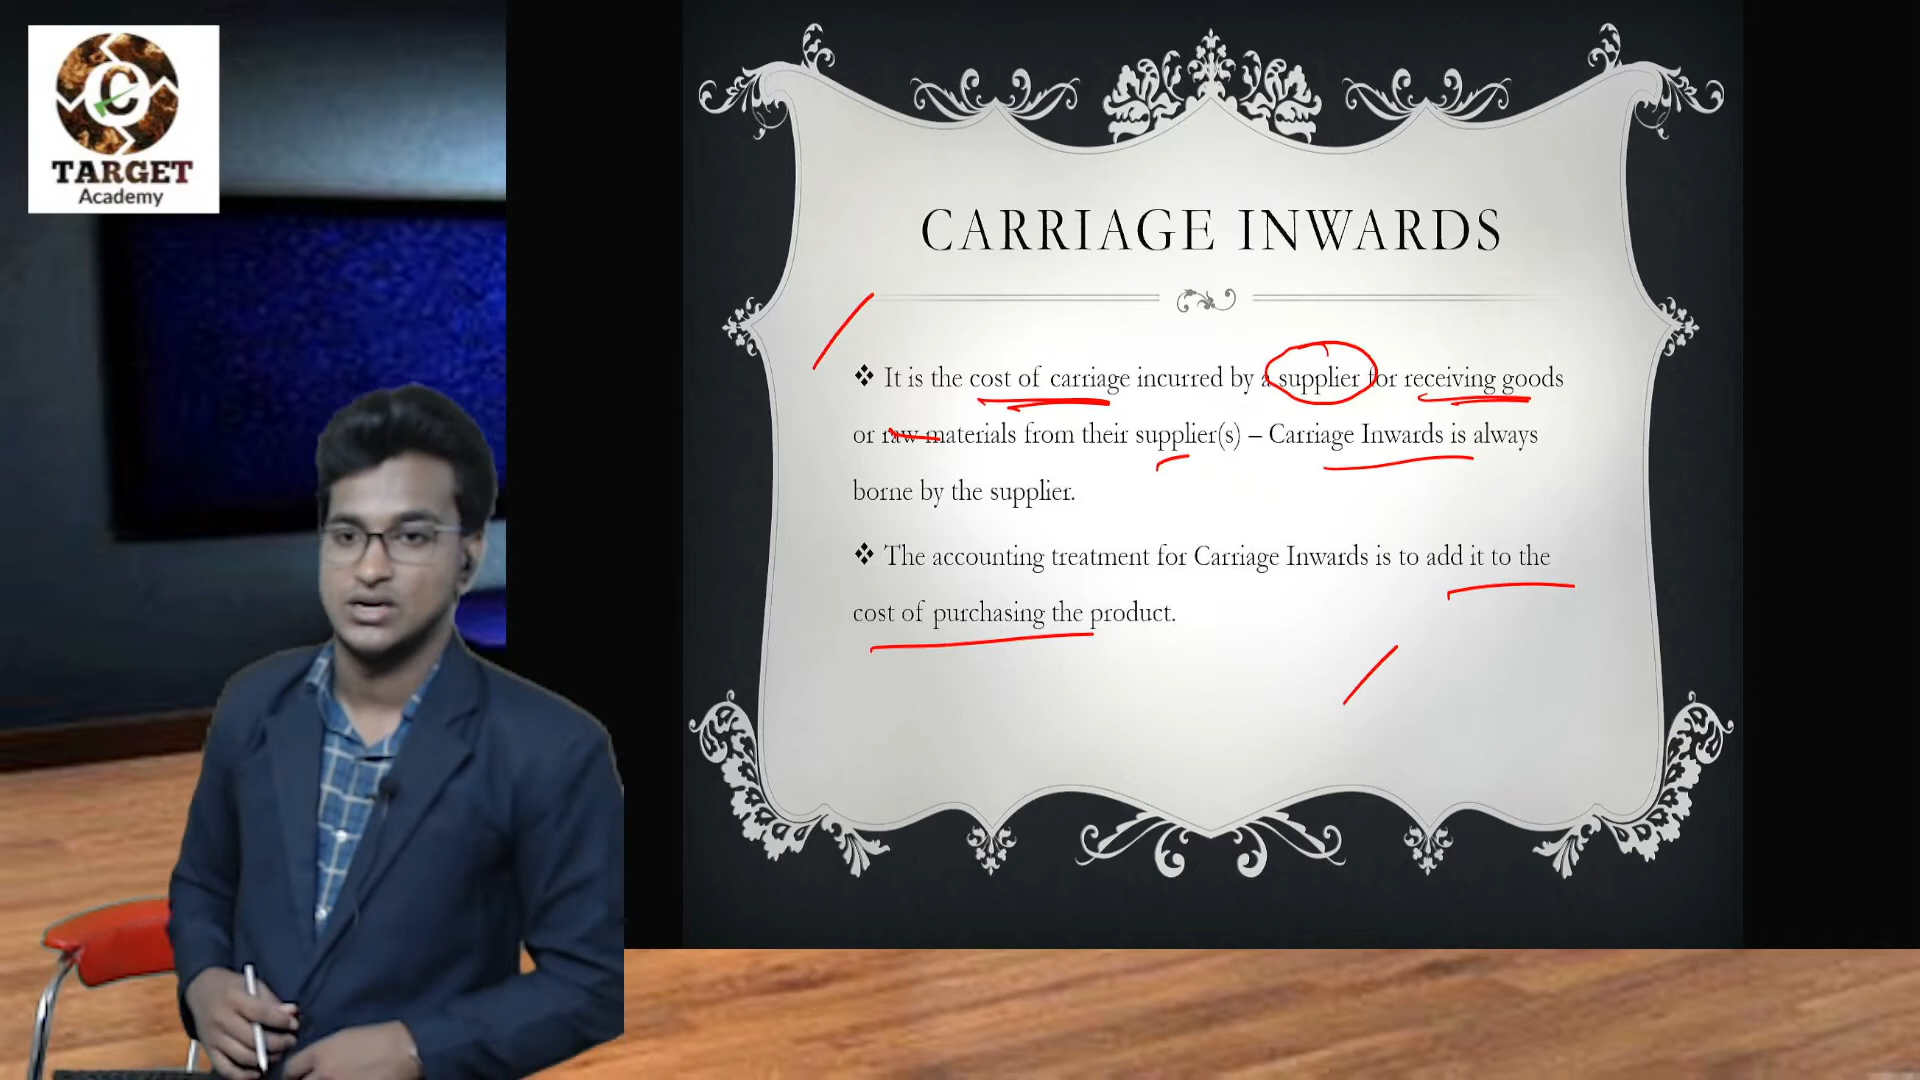 TARGET
Academy
CARRIAGE INWARDS
❖ It is the cost of carriage incurred by a supplier for receiving goods
or raw materials from their supplier(s) – Carriage Inwards is always
borne by the supplier.
❖ The accounting treatment for Carriage Inwards is to add it to the
cost of purchasing the product.